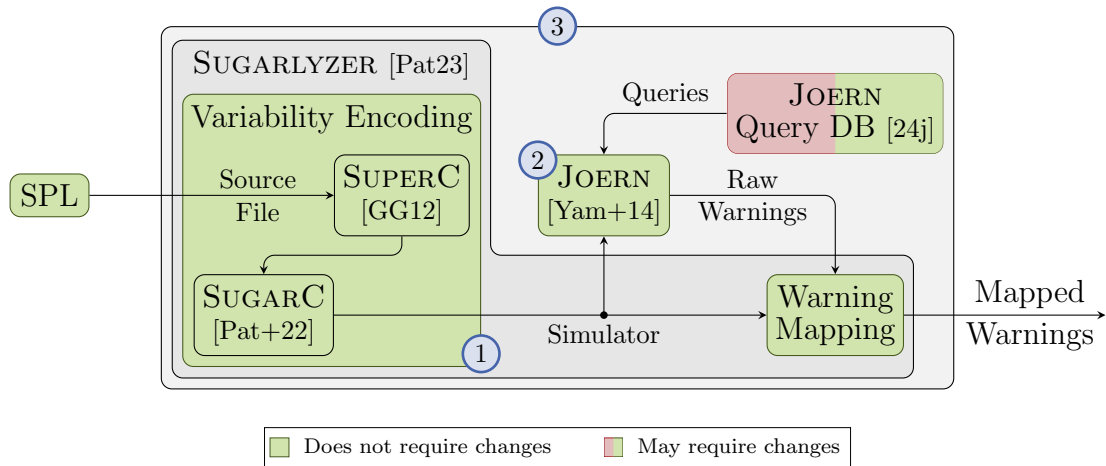 3
SUGARLYZER [Pat23]
Variability Encoding
Queries
JOERN
Query DB [24j]
2
JOERN
[Yam+14]
Raw
Warnings
SPL
Source
File
SUPERC
[GG12]
SUGARC
[Pat+22]
Simulator
Warning
Mapping
Mapped
Warnings
1
Does not require changes
May require changes